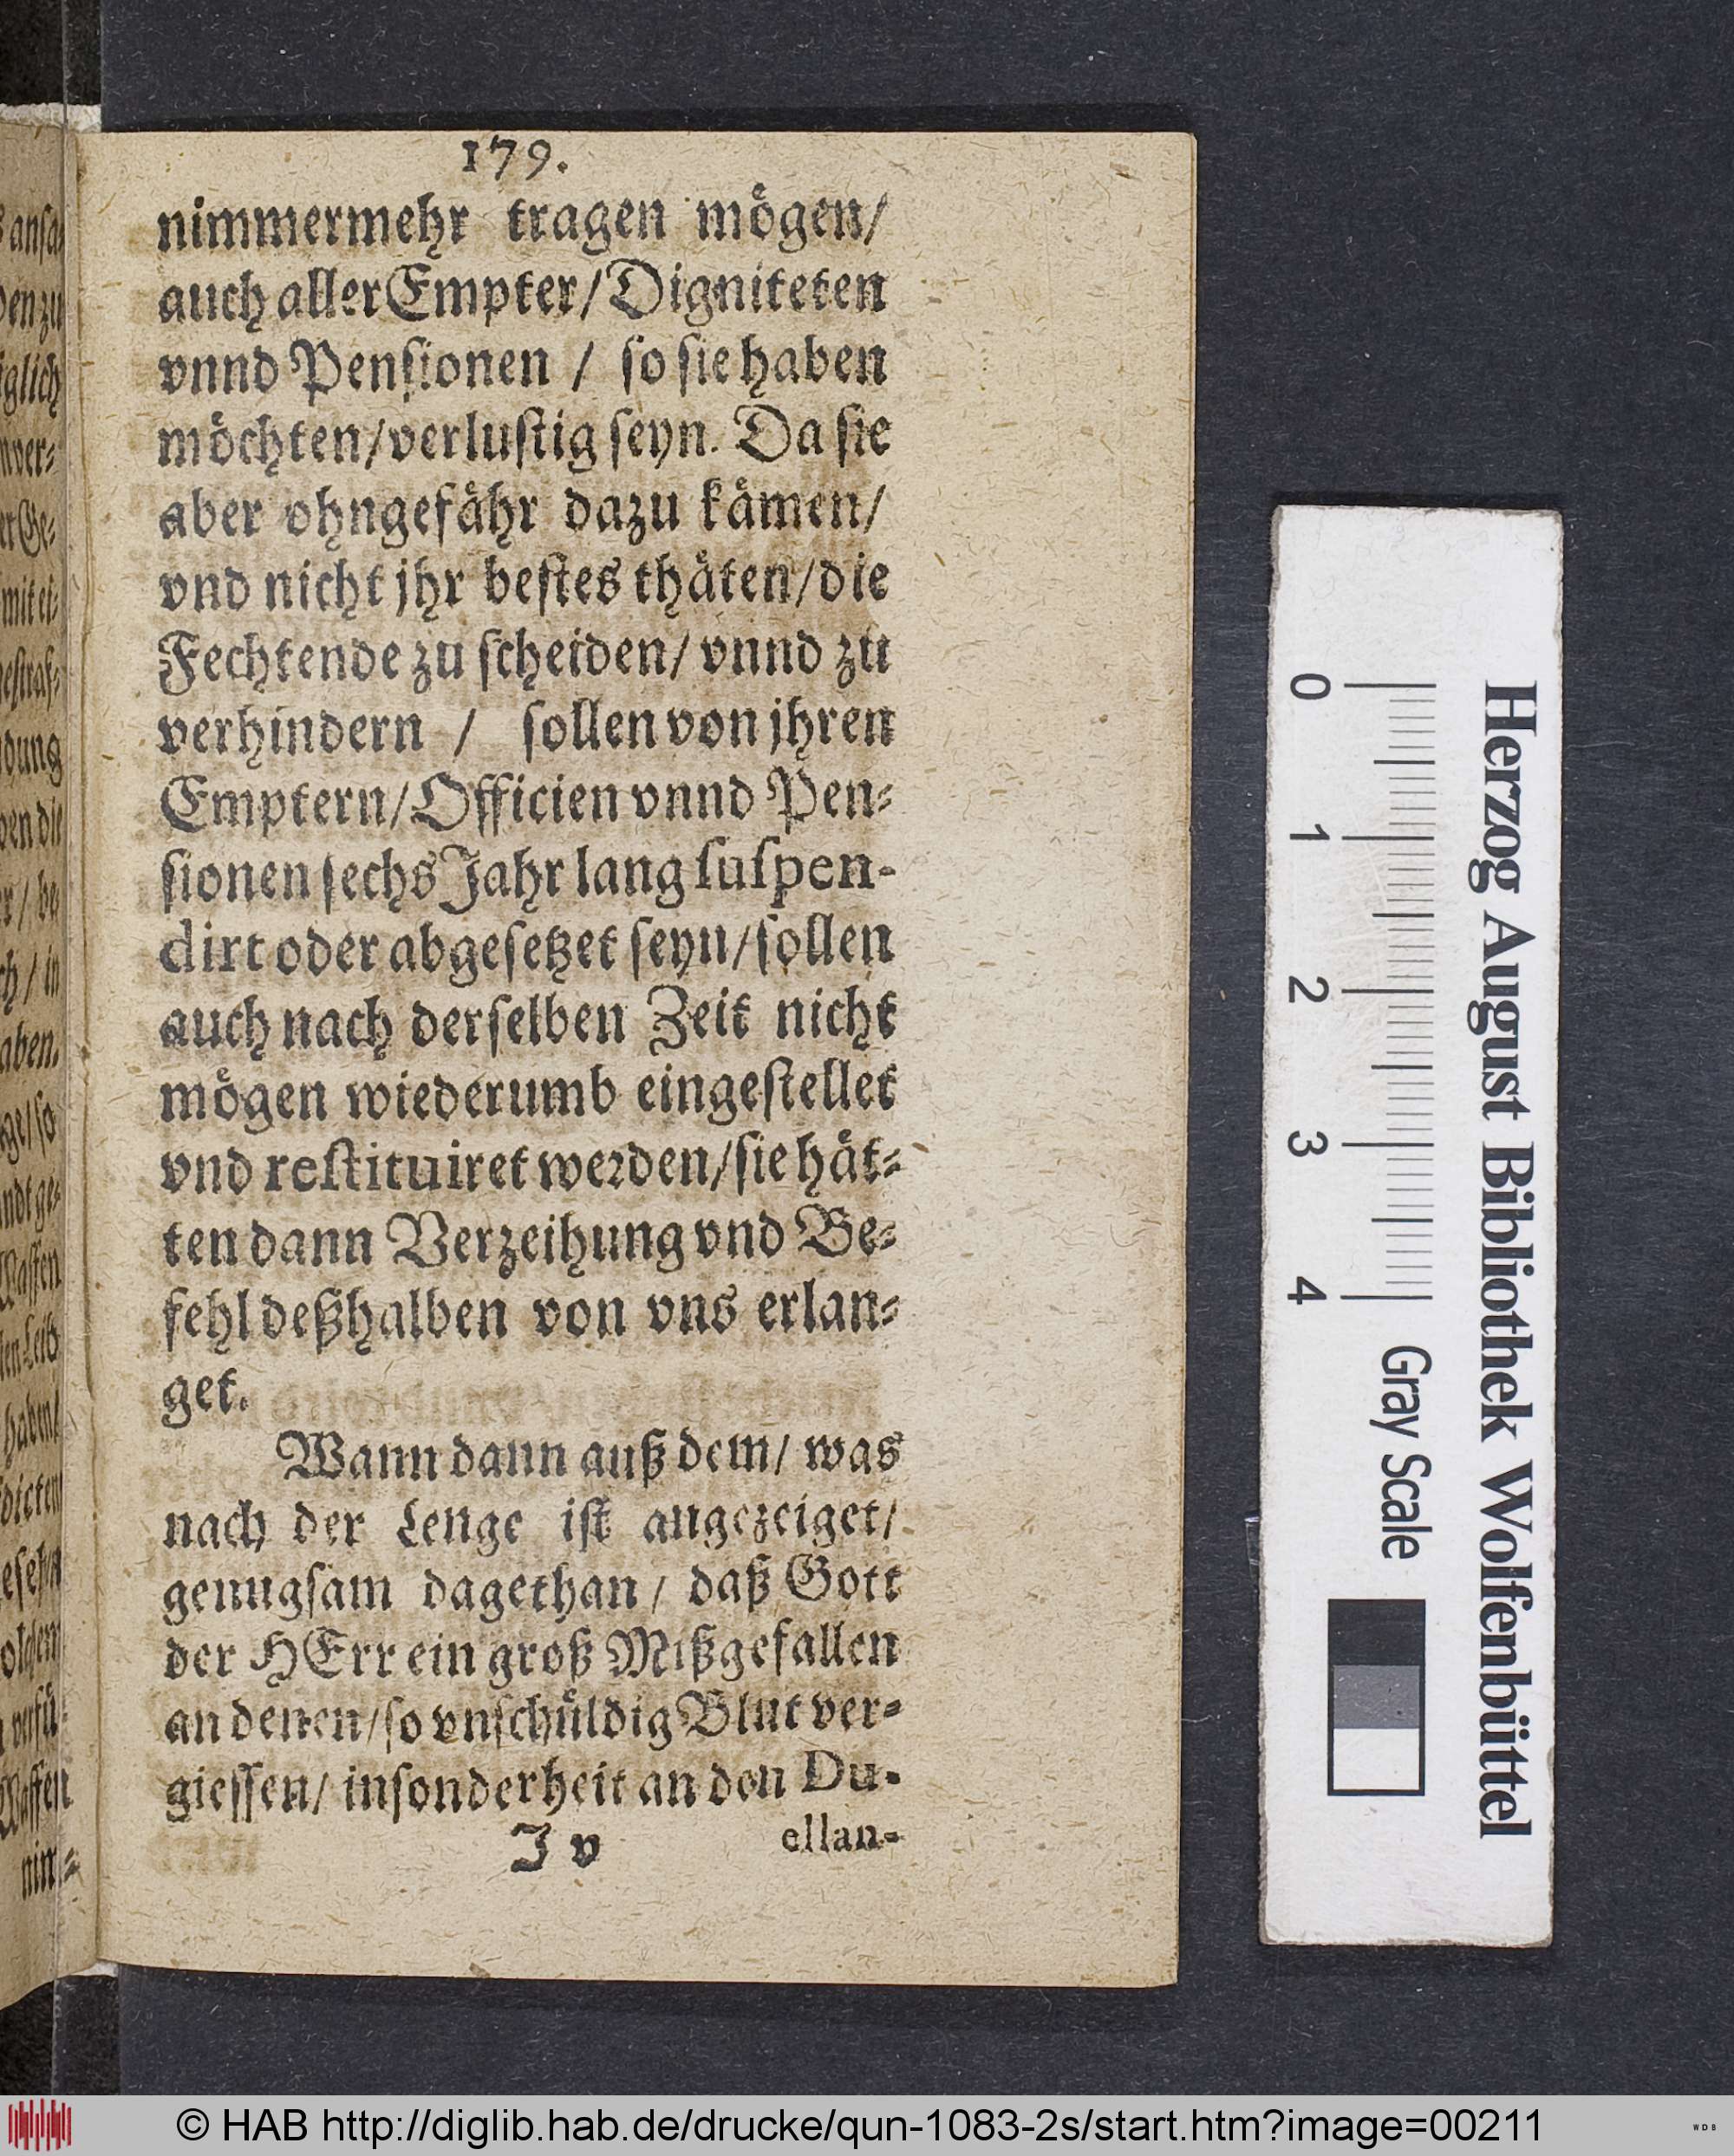 179.
nimmermehr tragen mögen/
auch aller Empter/ Digniteten
vnnd Pensionen / so sie haben
möchten/ verlustig seyn. Da sie
aber ohngefähr dazu kämen/
vnd nicht jhr bestes thäten/ die
Fechtende zu scheiden/ vnnd zu
verhindern / sollen von jhren
Emptern/ Officien vnnd Pen-
sionen sechs Jahr lang suspen-
dirt oder abgesetzet seyn/ sollen
auch nach derselben Zeit nicht
mögen wiederumb eingestellet
vnd restituiret werden/ sie hät-
ten dann Verzeihung vnd Be-
fehl deßhalben von vns erlan-
get.
Wann dann auß dem/ was
nach der Lenge ist angezeiget/
genugsam dagethan/ daß Gott
der HErr ein groß Mißgefallen
an denen/ so vnschüldig Blut ver-
giessen/ insonderheit an den Du-
J v
ellan-
Herzog August Bibliothek Wolfenbüttel
0 1 2 3 4 Gray Scale
© HAB http://diglib.hab.de/drucke/qun-1083-2s/start.htm?image=00211